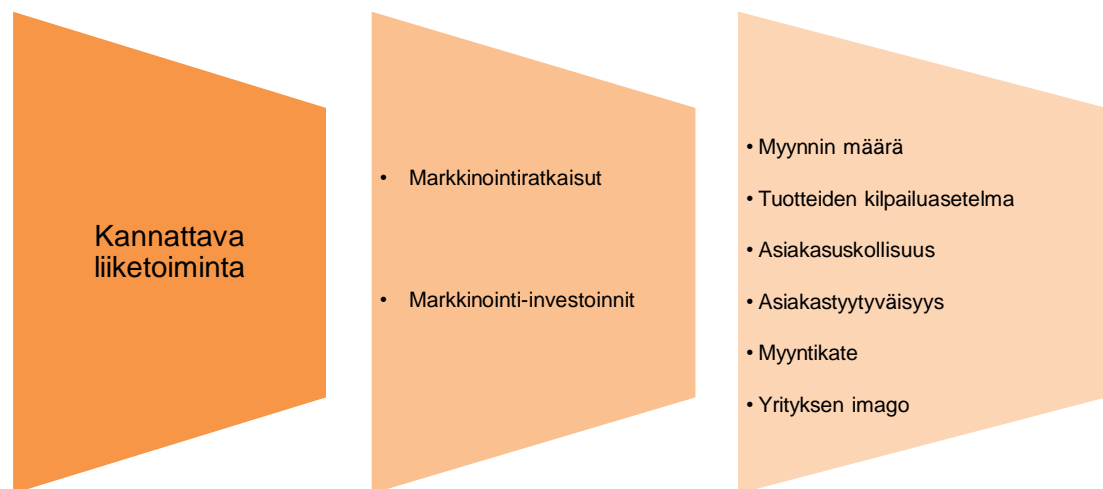 Kannattava
liiketoiminta
• Markkinointiratkaisut
• Markkinointi-investoinnit
• Myynnin määrä
• Tuotteiden kilpailuasetelma
• Asiakasuskollisuus
• Asiakastyytyväisyys
• Myyntikate
• Yrityksen imago